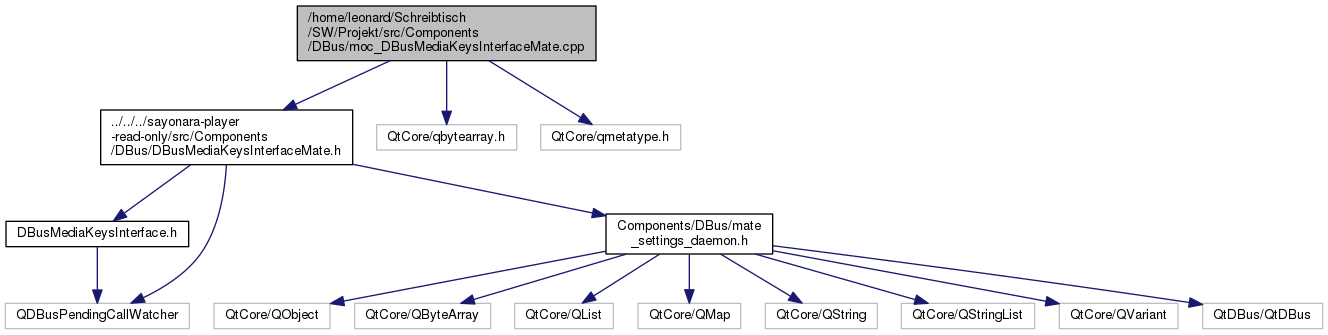 /home/leonard/Schreibtisch
/SW/Projekt/src/Components
/DBus/moc_DBusMediaKeysInterfaceMate.cpp
../../../sayonara-player
-read-only/src/Components
/DBus/DBusMediaKeysInterfaceMate.h
QtCore/qbytearray.h
QtCore/qmetatype.h
DBusMediaKeysInterface.h
Components/DBus/mate
_settings_daemon.h
QDBusPendingCallWatcher
QtCore/QObject
QtCore/QByteArray
QtCore/QList
QtCore/QMap
QtCore/QString
QtCore/QStringList
QtCore/QVariant
QtDBus/QtDBus